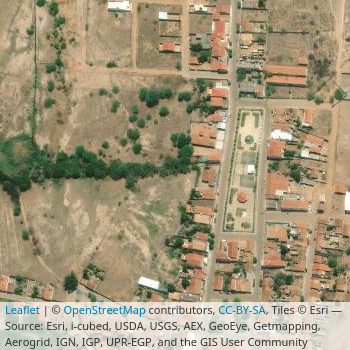 Leaflet | © OpenStreetMap contributors, CC-BY-SA, Tiles © Esri —
Source: Esri, i-cubed, USDA, USGS, AEX, GeoEye, Getmapping,
Aerogrid, IGN, IGP, UPR-EGP, and the GIS User Community